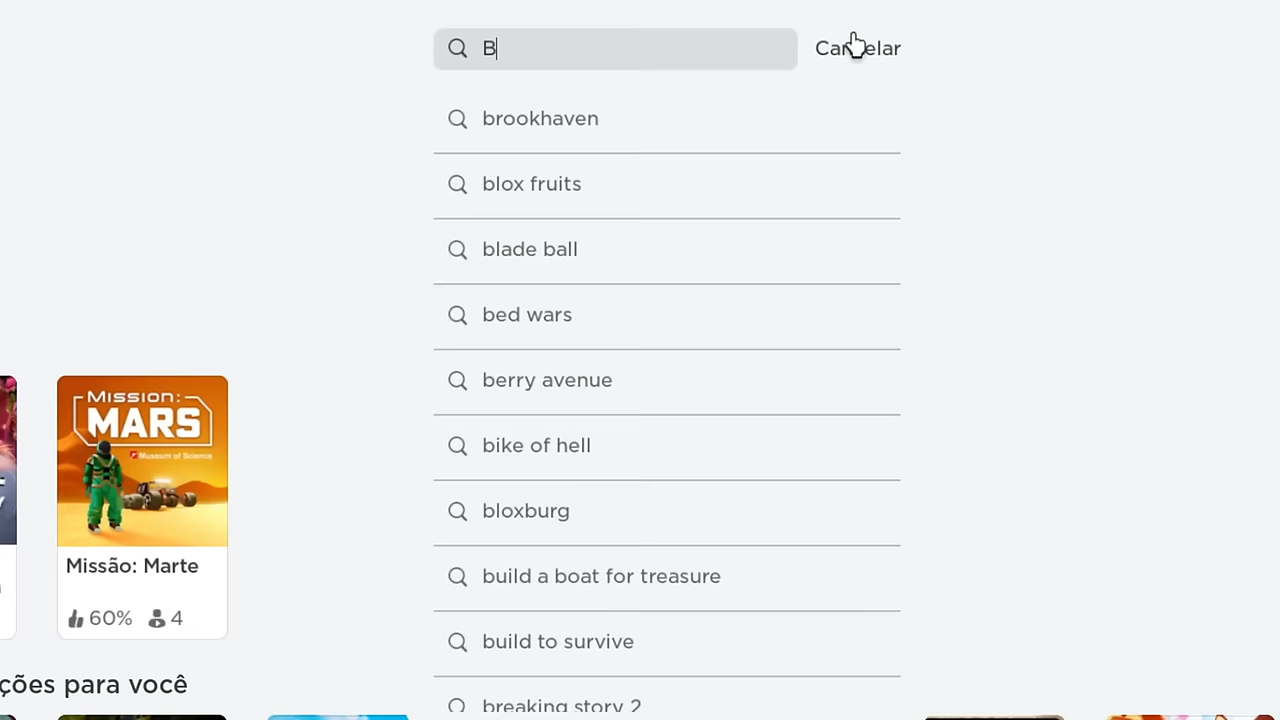 B
Cancelar
brookhaven
blox fruits
blade ball
bed wars
berry avenue
bike of hell
bloxburg
build a boat for treasure
build to survive
breaking story 2
Mission:
MARS
Museum of Science
Missão: Marte
60% 4
ções para você